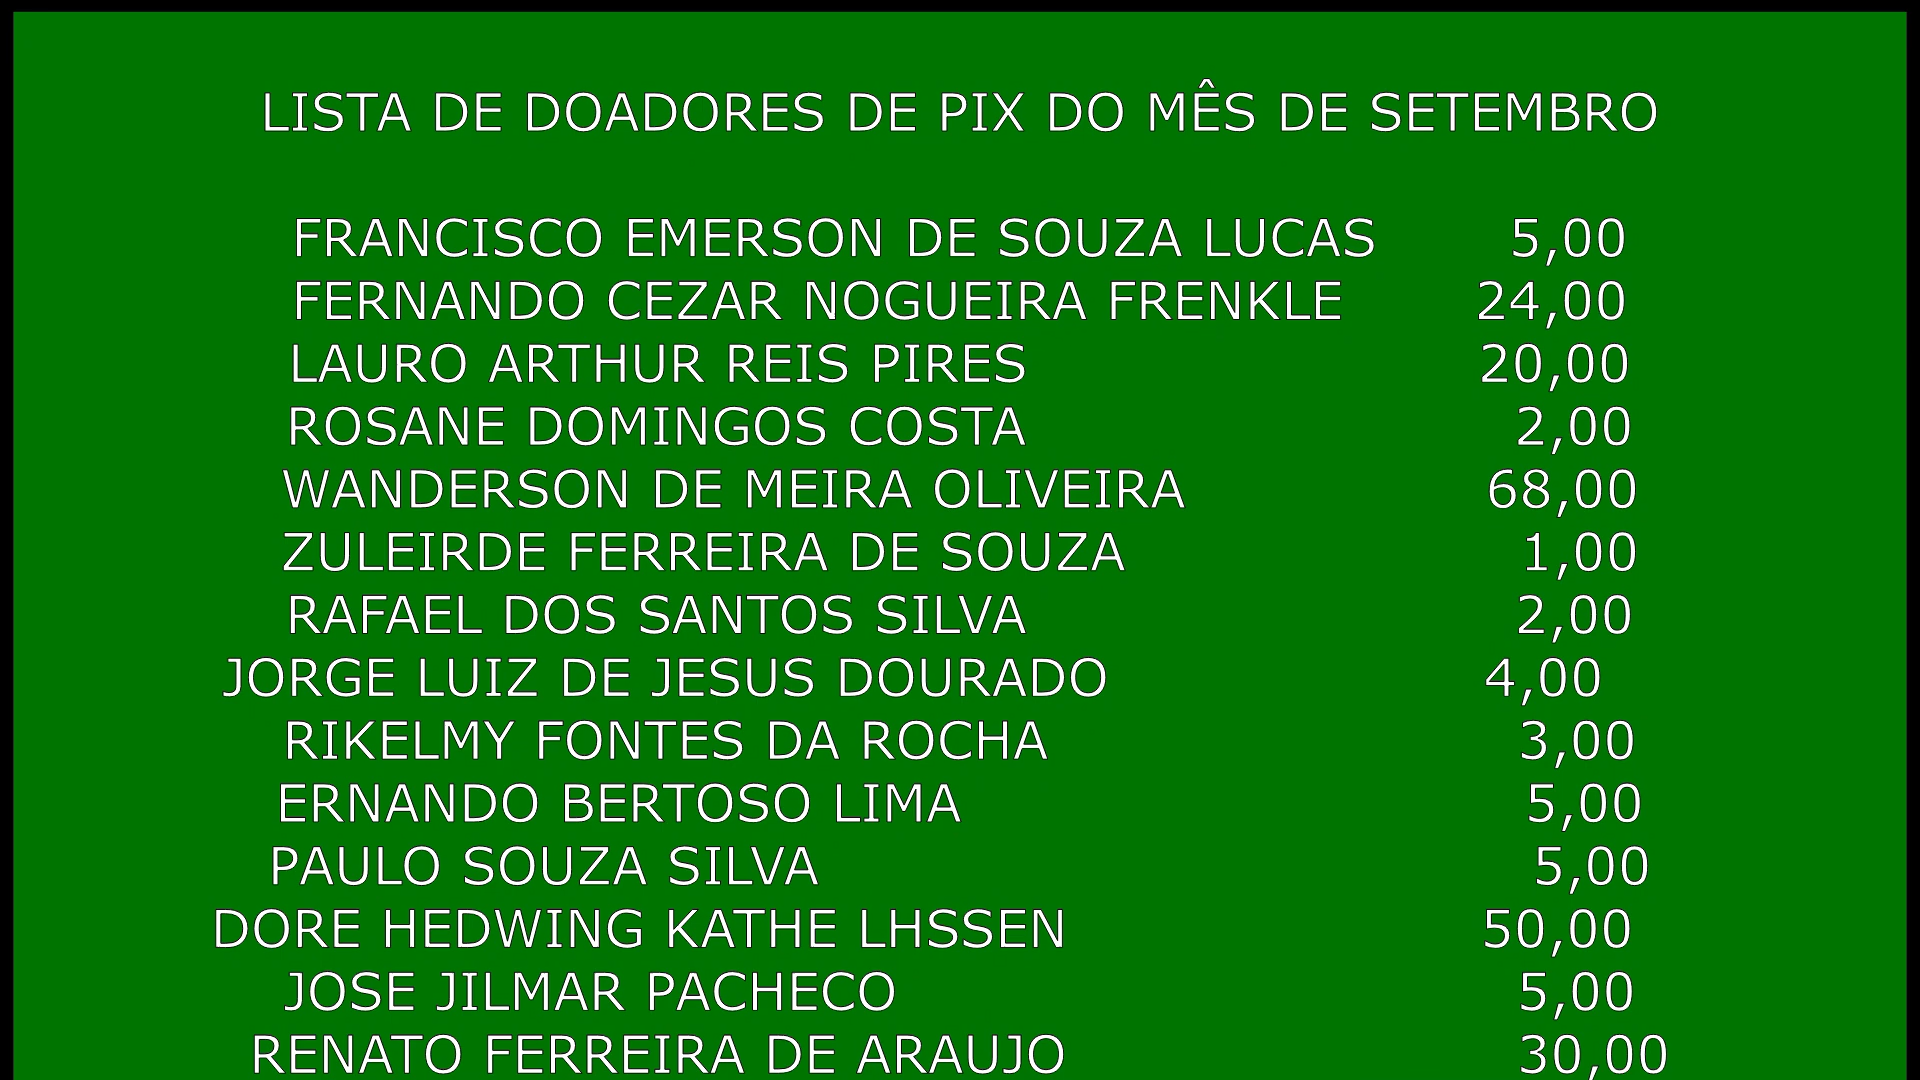 LISTA DE DOADORES DE PIX DO MÊS DE SETEMBRO
FRANCISCO EMERSON DE SOUZA LUCAS 5,00
FERNANDO CEZAR NOGUEIRA FRENKLE 24,00
LAURO ARTHUR REIS PIRES 20,00
ROSANE DOMINGOS COSTA 2,00
WANDERSON DE MEIRA OLIVEIRA 68,00
ZULEIRDE FERREIRA DE SOUZA 1,00
RAFAEL DOS SANTOS SILVA 2,00
JORGE LUIZ DE JESUS DOURADO 4,00
RIKELMY FONTES DA ROCHA 3,00
ERNANDO BERTOSO LIMA 5,00
PAULO SOUZA SILVA 5,00
DORE HEDWING KATHE LHSSEN 50,00
JOSE JILMAR PACHECO 5,00
RENATO FERREIRA DE ARAUJO 30,00